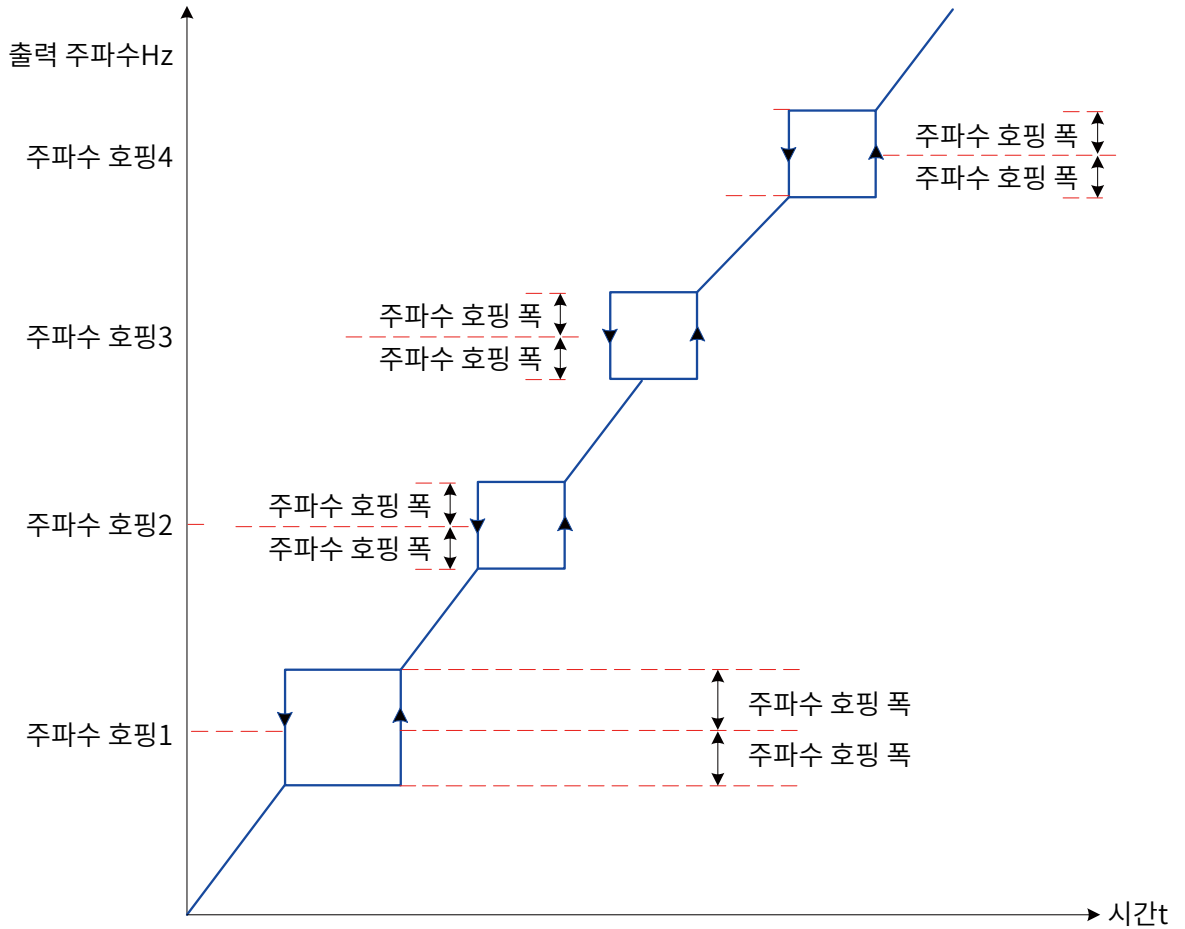 출력 주파수Hz
주파수 호핑4
주파수 호핑 폭
주파수 호핑 폭
주파수 호핑3
주파수 호핑 폭
주파수 호핑 폭
주파수 호핑2
주파수 호핑 폭
주파수 호핑 폭
주파수 호핑1
주파수 호핑 폭
주파수 호핑 폭
시간t